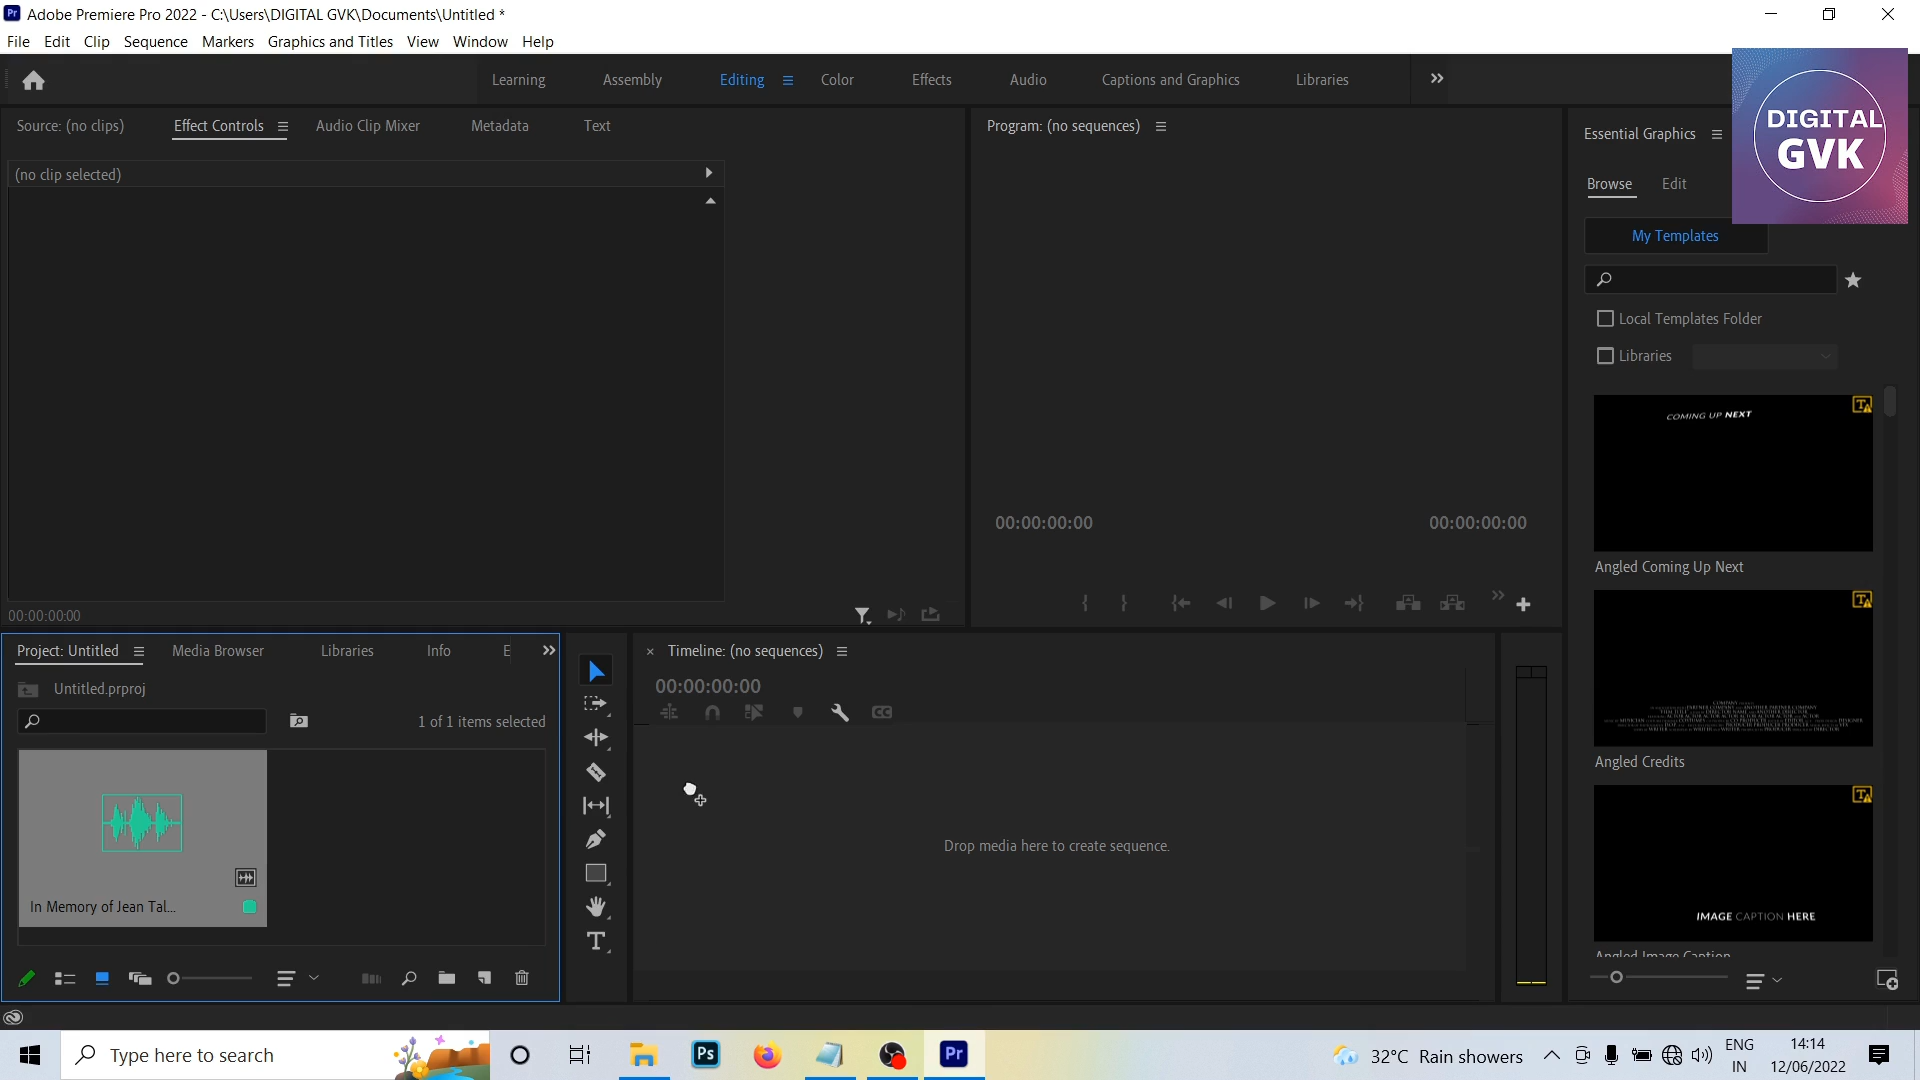 Adobe Premiere Pro 2022 - C:\Users\DIGITAL GVK\Documents\Untitled *
File Edit Clip Sequence Markers Graphics and Titles View Window Help
Learning Assembly Editing Color Effects Audio Captions and Graphics Libraries
DIGITAL
GVK
Source: (no clips) Effect Controls Audio Clip Mixer Metadata Text
Program: (no sequences)
Essential Graphics
(no clip selected)
Browse Edit
My Templates
Local Templates Folder
Libraries
COMING UP NEXT
Angled Coming Up Next
00:00:00:00 00:00:00:00
00:00:00:00
Project: Untitled Media Browser Libraries Info E
Timeline: (no sequences)
Untitled.prproj
00:00:00:00
1 of 1 items selected
Angled Credits
Drop media here to create sequence.
In Memory of Jean Tal...
IMAGE CAPTION HERE
Angled Image Caption
Type here to search
Ps
Pr
32°C Rain showers
ENG
IN
14:14
12/06/2022